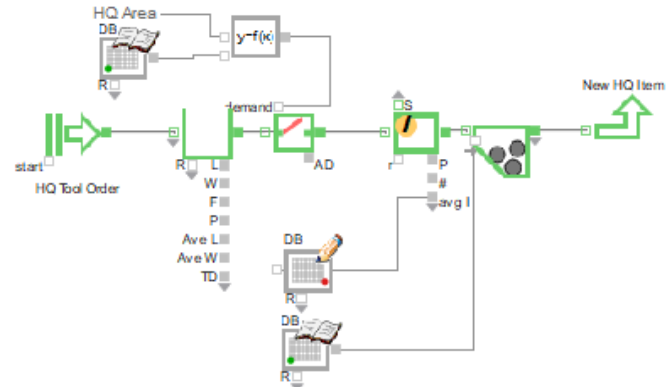 HQ Area
DB
y=f(x)
R
New HQ Item
demand
S
start
HQ Tool Order
R
L
W
F
P
Ave L
Ave W
TD
AD
r
P
#
avg I
DB
R
DB
R